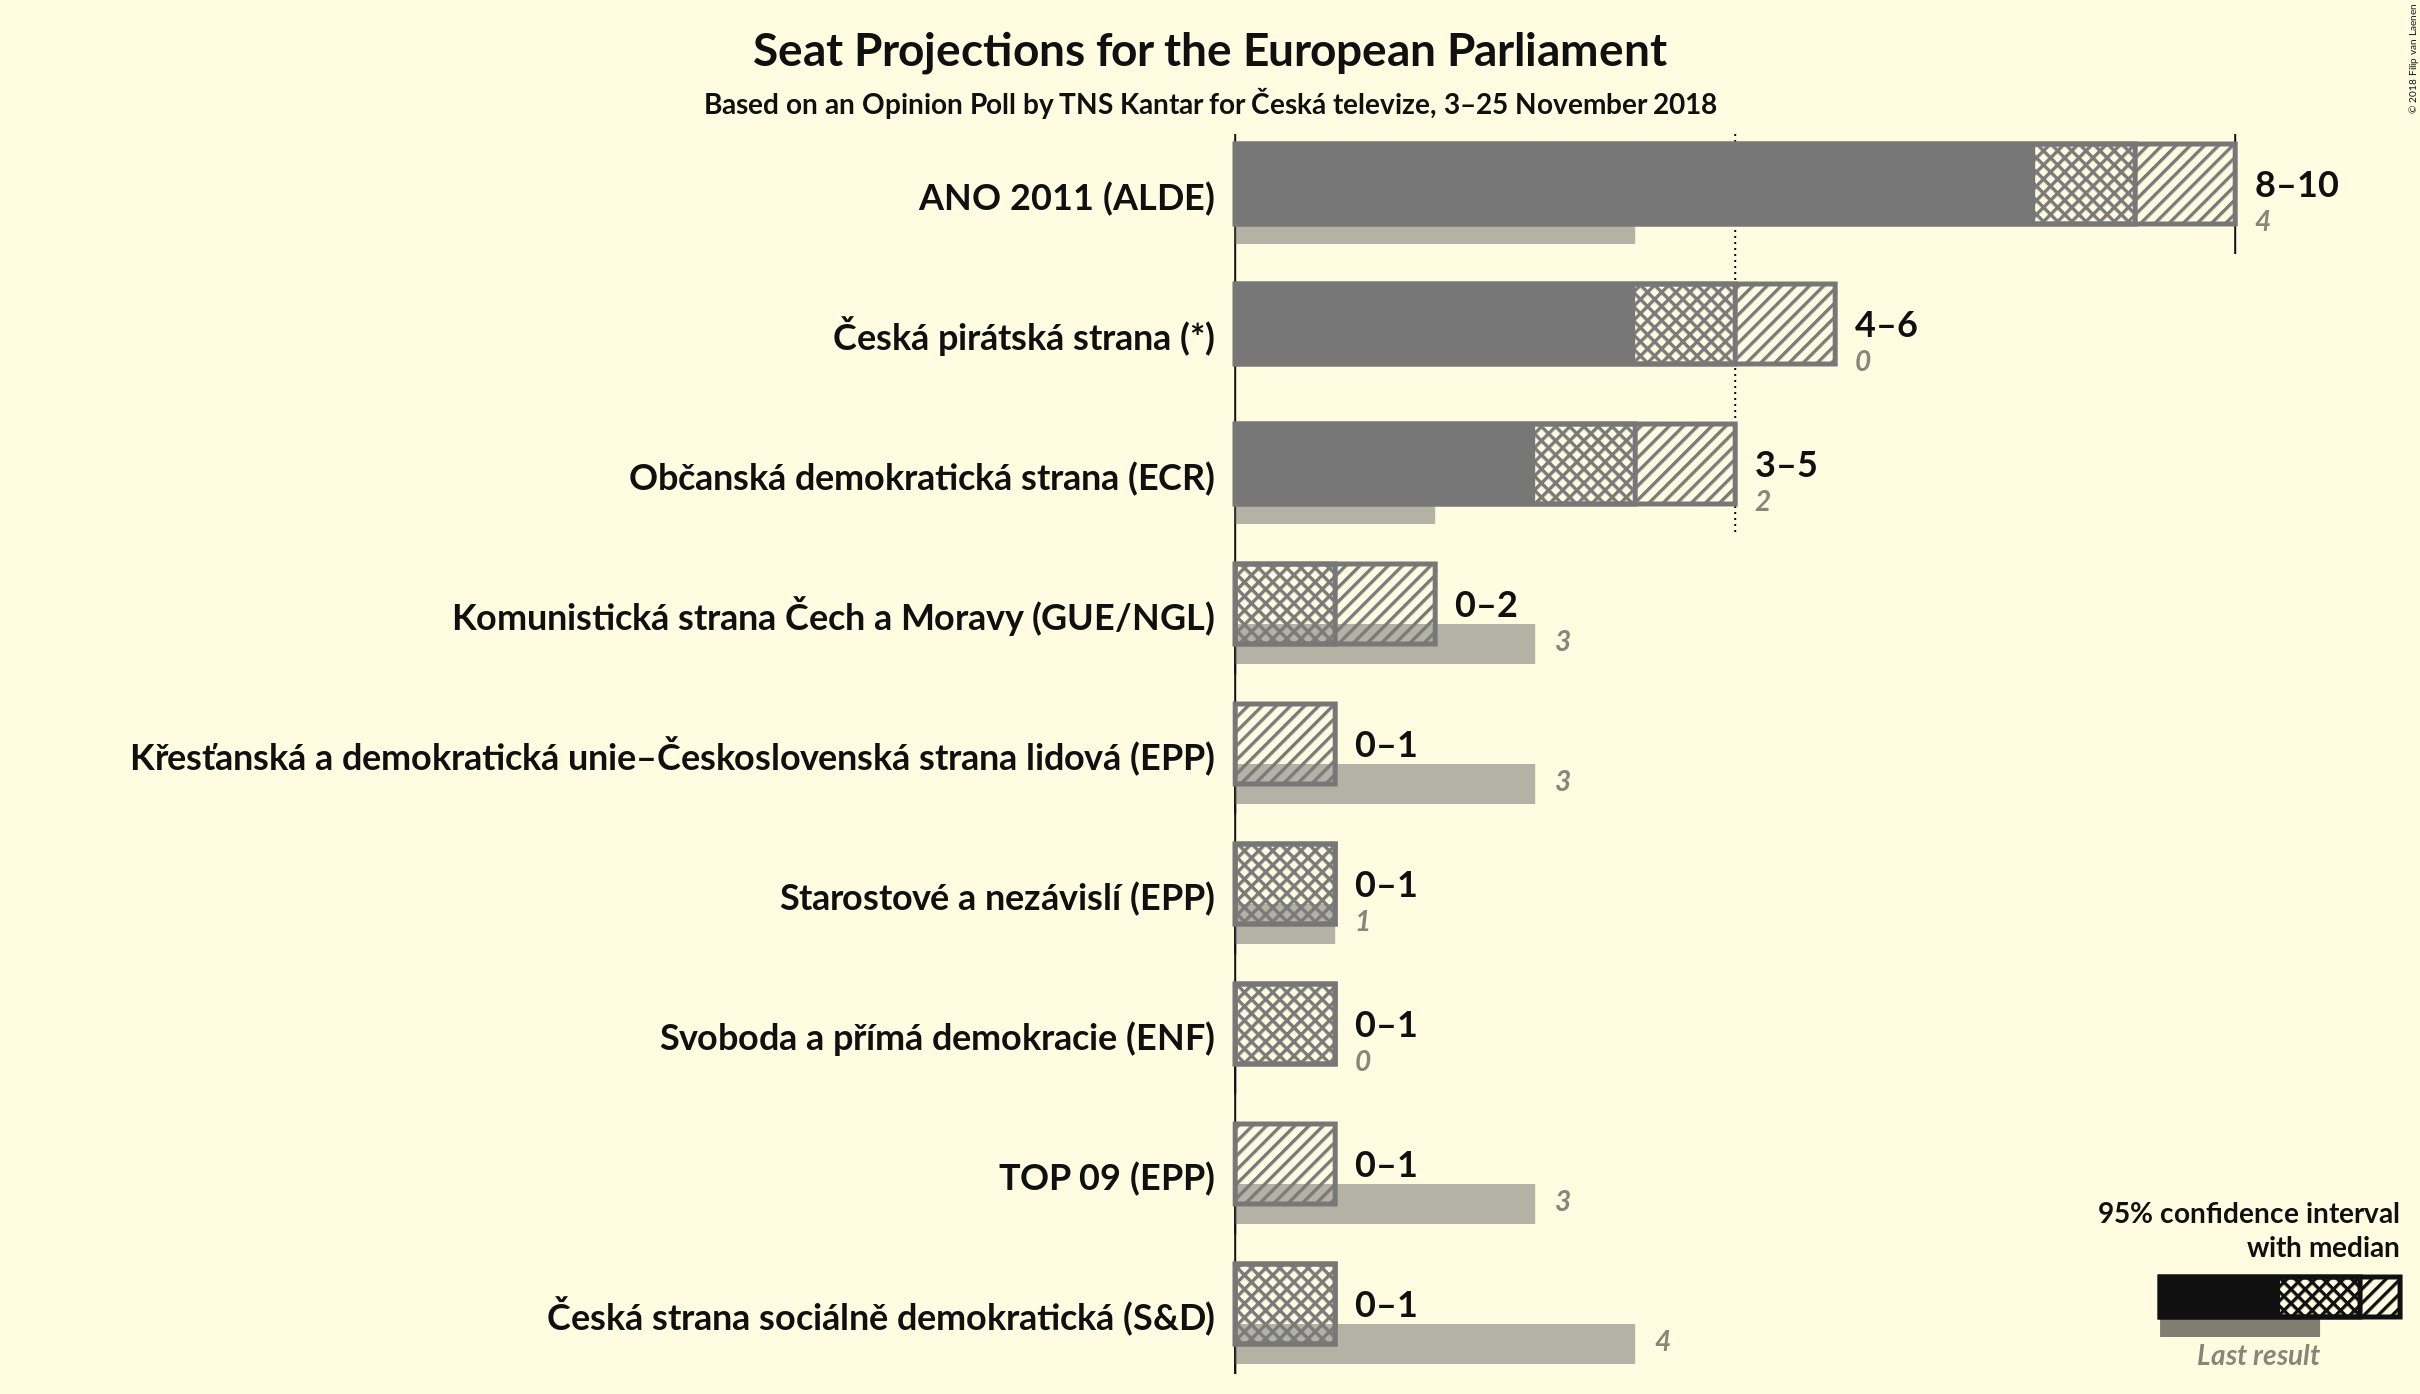 Seat Projections for the European Parliament
Based on an Opinion Poll by TNS Kantar for Česká televize, 3–25 November 2018
© 2018 Filip van Laenen
ANO 2011 (ALDE)
8–10
4
Česká pirátská strana (*)
4–6
0
Občanská demokratická strana (ECR)
3–5
2
Komunistická strana Čech a Moravy (GUE/NGL)
0–2
3
Křesťanská a demokratická unie–Československá strana lidová (EPP)
0–1
3
Starostové a nezávislí (EPP)
0–1
1
Svoboda a přímá demokracie (ENF)
0–1
0
TOP 09 (EPP)
0–1
3
Česká strana sociálně demokratická (S&D)
0–1
4
95% confidence interval
with median
Last result